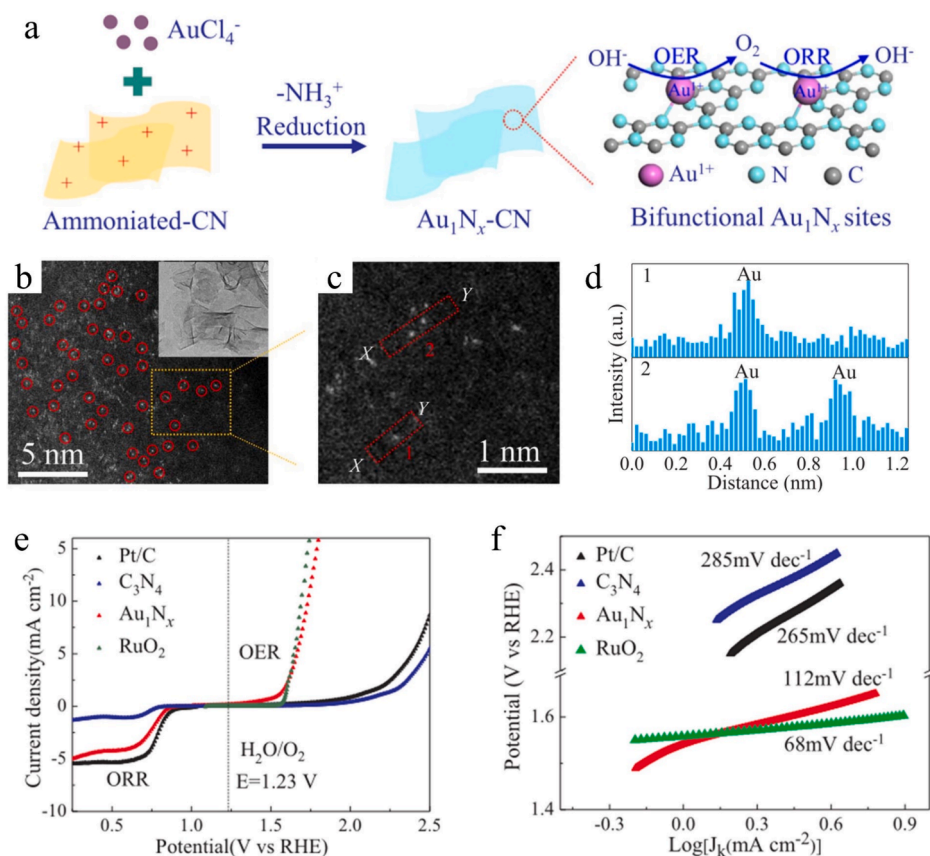 a
AuCl₄⁻
-NH₃⁺
Reduction
Ammoniated-CN
Au₁Nₓ-CN
OH⁻ OER O₂ ORR OH⁻
Au¹⁺ Au¹⁺
Au¹⁺ N C
Bifunctional Au₁Nₓ sites
b
5 nm
c
X Y
2
X Y
1
1 nm
d
Intensity (a.u.)
1
Au
2
Au Au
0.0 0.2 0.4 0.6 0.8 1.0 1.2
Distance (nm)
e
Current density(mA cm⁻²)
5
0
-5
-10
Pt/C
C₃N₄
Au₁Nₓ
RuO₂
OER
ORR
H₂O/O₂
E=1.23 V
0.5 1.0 1.5 2.0 2.5
Potential(V vs RHE)
f
Potential (V vs RHE)
2.4
2.2
1.6
1.4
Pt/C
C₃N₄
Au₁Nₓ
RuO₂
285mV dec⁻¹
265mV dec⁻¹
112mV dec⁻¹
68mV dec⁻¹
-0.3 0.0 0.3 0.6 0.9
Log[Jₖ(mA cm⁻²]